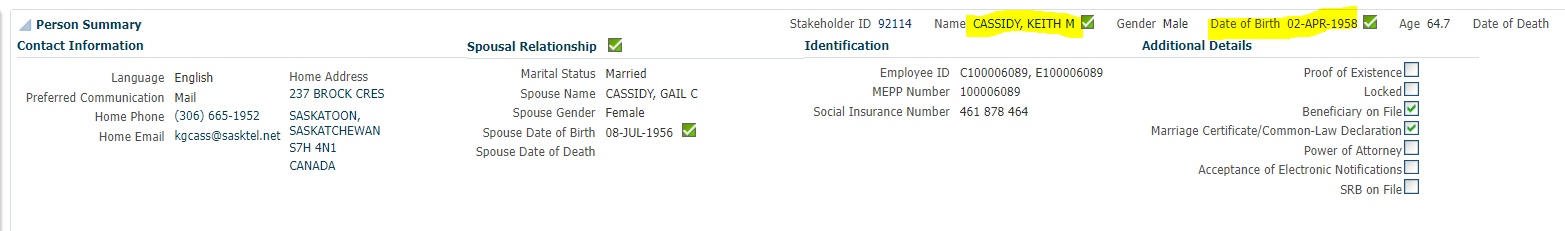 Person Summary
Stakeholder ID 92114 Name CASSIDY, KEITH M Gender Male Date of Birth 02-APR-1958 Age 64.7 Date of Death
Contact Information
Language English
Preferred Communication Mail
Home Phone (306) 665-1952
Home Email kgcass@sasktel.net
Home Address
237 BROCK CRES
SASKATOON,
SASKATCHEWAN
S7H 4N1
CANADA
Spousal Relationship
Marital Status Married
Spouse Name CASSIDY, GAIL C
Spouse Gender Female
Spouse Date of Birth 08-JUL-1956
Spouse Date of Death
Identification
Employee ID C100006089, E100006089
MEPP Number 100006089
Social Insurance Number 461 878 464
Additional Details
Proof of Existence
Locked
Beneficiary on File
Marriage Certificate/Common-Law Declaration
Power of Attorney
Acceptance of Electronic Notifications
SRB on File